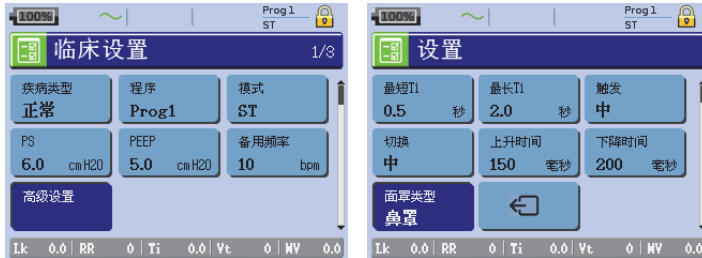 100% Prog1
ST
临床设置 1/3
疾病类型 程序 模式
正常 Prog1 ST
PS PEEP 备用频率
6.0 cmH2O 5.0 cmH2O 10 bpm
高级设置
Lk 0.0 RR 0 Ti 0.0 Vt 0 MV 0.0
100% Prog1
ST
设置
最短Ti 最长Ti 触发
0.5 秒 2.0 秒 中
切换 上升时间 下降时间
中 150 毫秒 200 毫秒
面罩类型
鼻罩
Lk 0.0 RR 0 Ti 0.0 Vt 0 MV 0.0